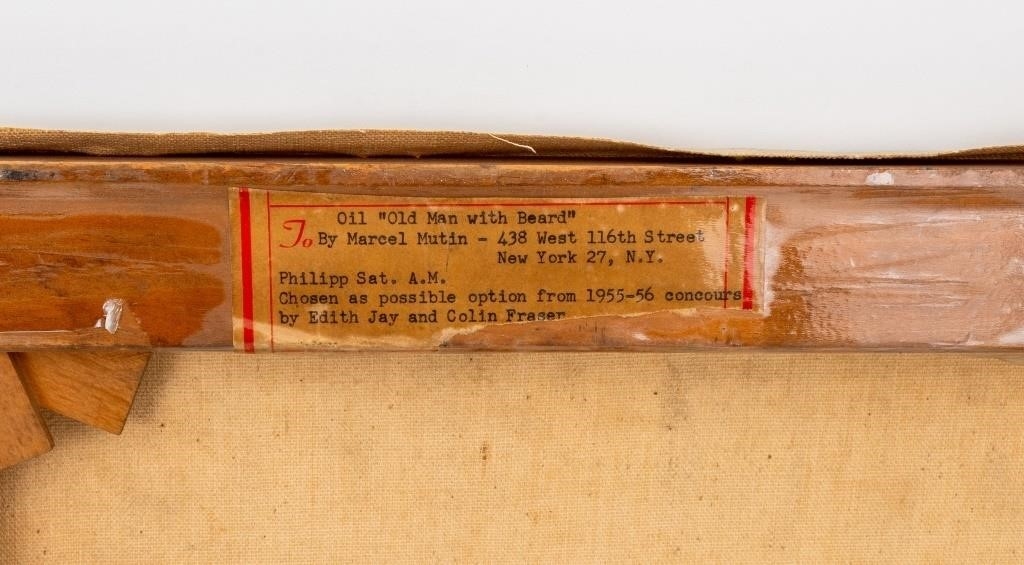 Oil "Old Man with Beard"
To By Marcel Mutin - 438 West 116th Street
New York 27, N.Y.
Philipp Sat. A.M.
Chosen as possible option from 1955-56 concours
by Edith Jay and Colin Fraser